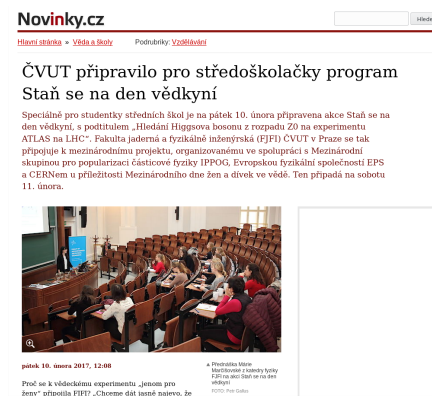 Novinky.cz
Hlavní stránka » Věda a školy Podrubriky: Vzdělávání
ČVUT připravilo pro středoškolačky program
Staň se na den vědkyní
Speciálně pro studentky středních škol je na pátek 10. února připravena akce Staň se na
den vědkyní, s podtitulem „Hledání Higgsova bosonu z rozpadu Z0 na experimentu
ATLAS na LHC“. Fakulta jaderná a fyzikálně inženýrská (FJFI) ČVUT v Praze se tak
připojuje k mezinárodnímu projektu, organizovanému ve spolupráci s Mezinárodní
skupinou pro popularizaci částicové fyziky IPPOG, Evropskou fyzikální společností EPS
a CERNem u příležitosti Mezinárodního dne žen a dívek ve vědě. Ten připadá na sobotu
11. února.
pátek 10. února 2017, 12:08
Proč se k vědeckému experimentu „jenom pro
ženy“ připojila FJFI? „Chceme dát jasně najevo, že
Přednáška Marie
Marčišovské z katedry fyziky
FJFI na akci Staň se na den
vědkyní
FOTO: Petr Gallus